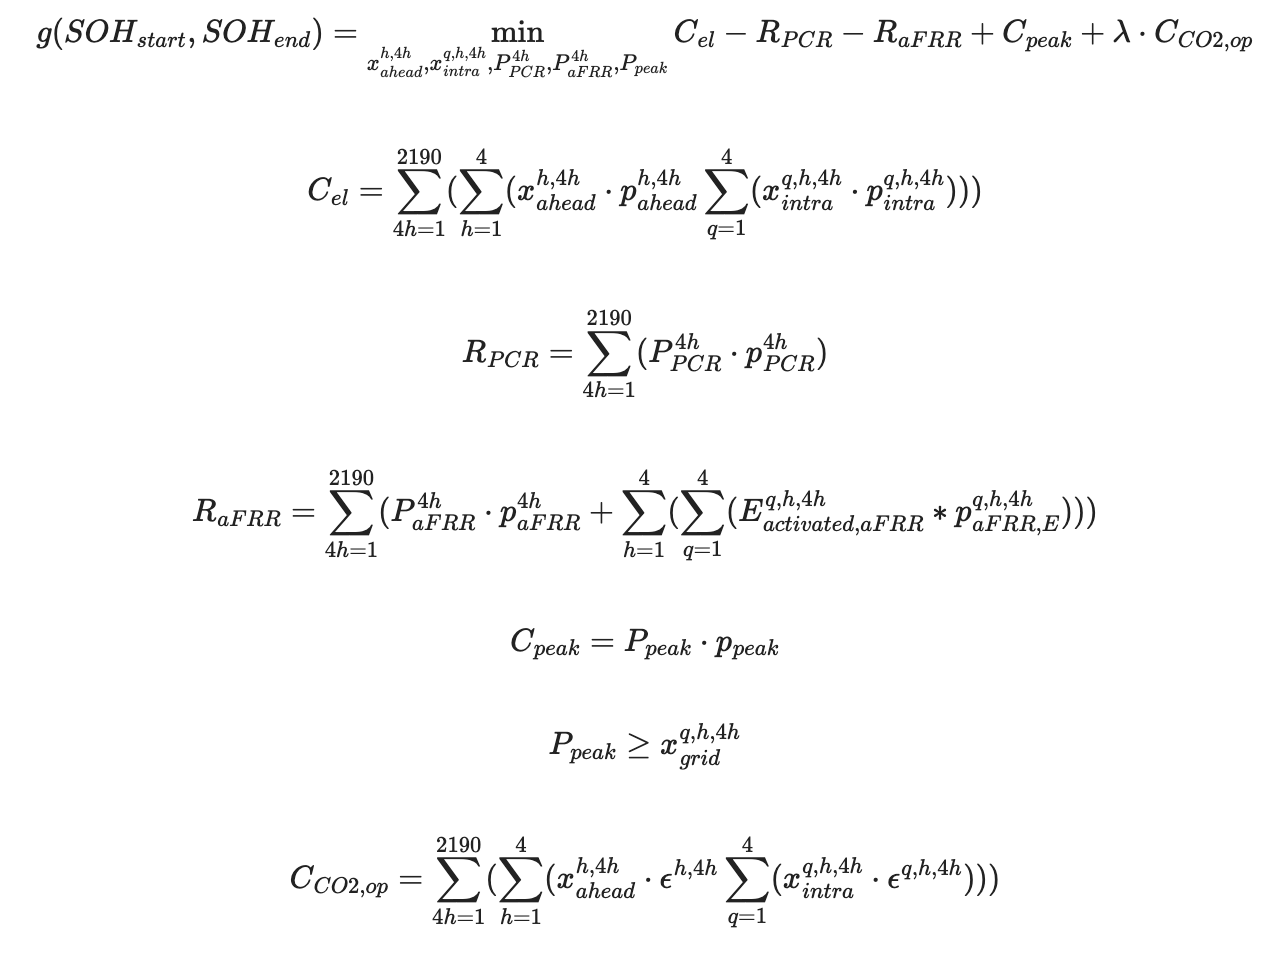 $g(SOH_{start}, SOH_{end}) = \min_{x_{ahead}^{h,4h}, x_{intra}^{q,h,4h}, P_{PCR}^{4h}, P_{aFRR}^{4h}, P_{peak}} C_{el} - R_{PCR} - R_{aFRR} + C_{peak} + \lambda \cdot C_{CO2,op}$
$C_{el} = \sum_{4h=1}^{2190} (\sum_{h=1}^{4} (x_{ahead}^{h,4h} \cdot p_{ahead}^{h,4h} \sum_{q=1}^{4} (x_{intra}^{q,h,4h} \cdot p_{intra}^{q,h,4h})))$
$R_{PCR} = \sum_{4h=1}^{2190} (P_{PCR}^{4h} \cdot p_{PCR}^{4h})$
$R_{aFRR} = \sum_{4h=1}^{2190} (P_{aFRR}^{4h} \cdot p_{aFRR}^{4h} + \sum_{h=1}^{4} (\sum_{q=1}^{4} (E_{activated,aFRR}^{q,h,4h} * p_{aFRR,E}^{q,h,4h})))$
$C_{peak} = P_{peak} \cdot p_{peak}$
$P_{peak} \geq x_{grid}^{q,h,4h}$
$C_{CO2,op} = \sum_{4h=1}^{2190} (\sum_{h=1}^{4} (x_{ahead}^{h,4h} \cdot \epsilon^{h,4h} \sum_{q=1}^{4} (x_{intra}^{q,h,4h} \cdot \epsilon^{q,h,4h})))$